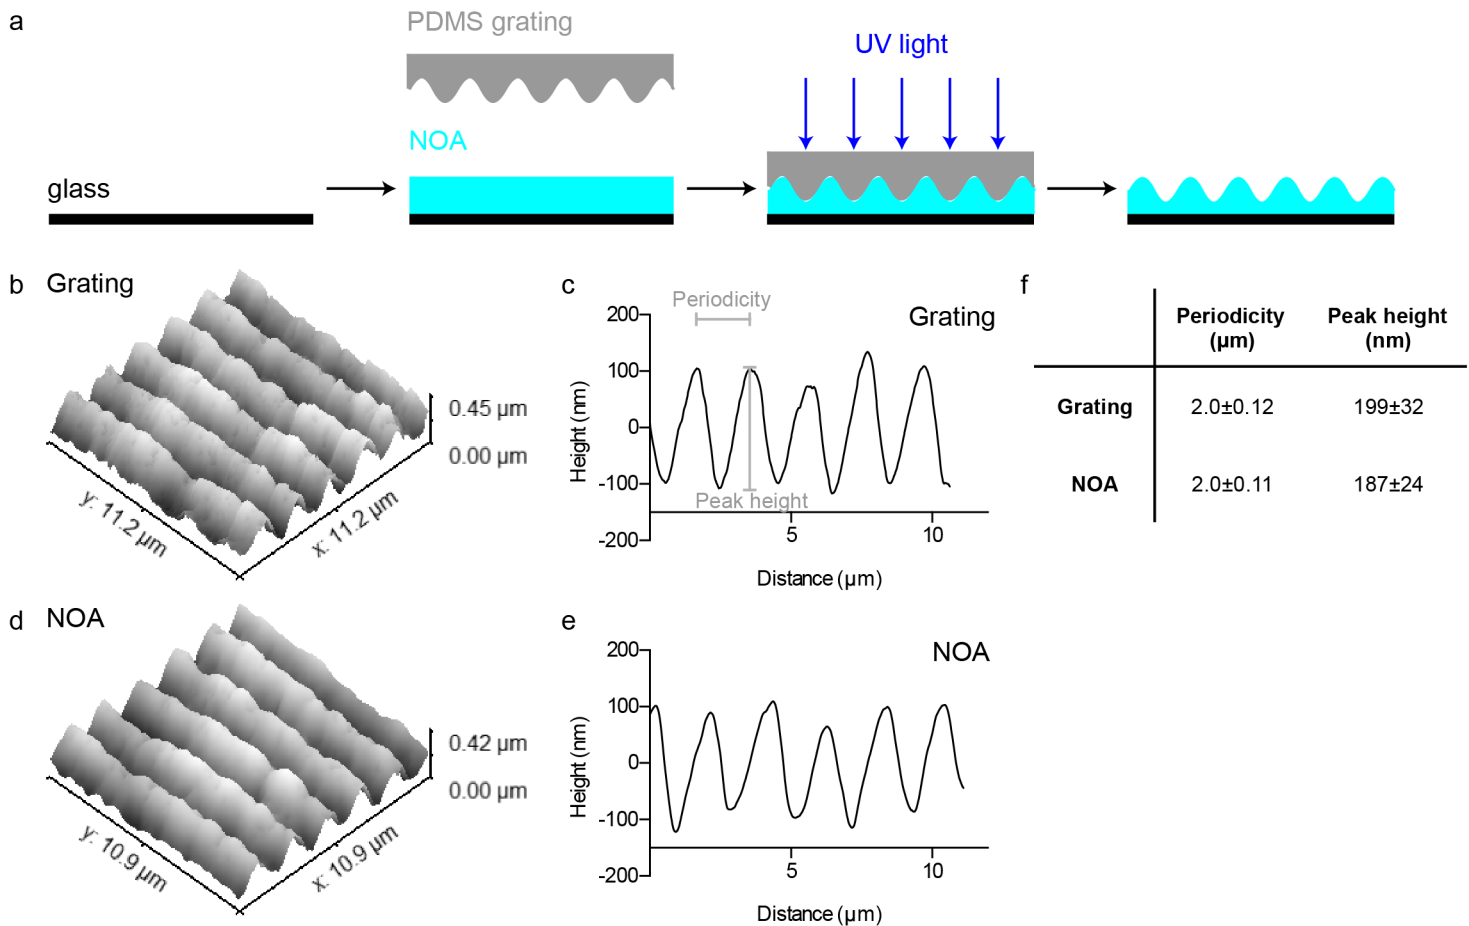 a
PDMS grating
UV light
NOA
glass
b Grating
0.45 µm
0.00 µm
y: 11.2 µm
x: 11.2 µm
c
Periodicity
Grating
200
100
0
-100
-200
Height (nm)
Peak height
5
10
Distance (µm)
f
Periodicity
(µm)
Peak height
(nm)
Grating 2.0±0.12 199±32
NOA 2.0±0.11 187±24
d NOA
0.42 µm
0.00 µm
y: 10.9 µm
x: 10.9 µm
e
NOA
200
100
0
-100
-200
Height (nm)
5
10
Distance (µm)